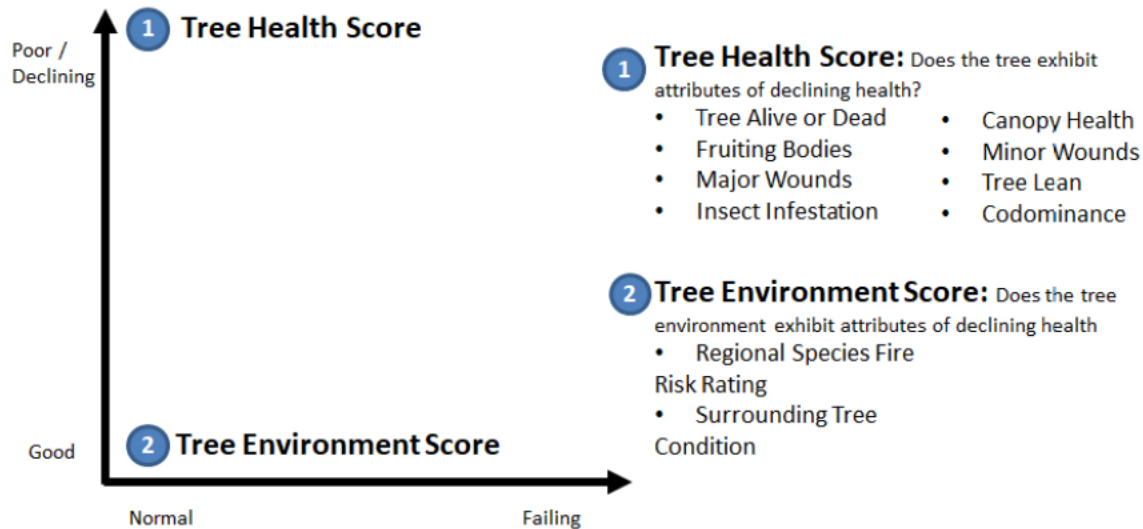 1 Tree Health Score
Poor /
Declining
Good
2 Tree Environment Score
Normal
Failing
1 Tree Health Score: Does the tree exhibit
attributes of declining health?
• Tree Alive or Dead
• Fruiting Bodies
• Major Wounds
• Insect Infestation
• Canopy Health
• Minor Wounds
• Tree Lean
• Codominance
2 Tree Environment Score: Does the tree
environment exhibit attributes of declining health
• Regional Species Fire
Risk Rating
• Surrounding Tree
Condition